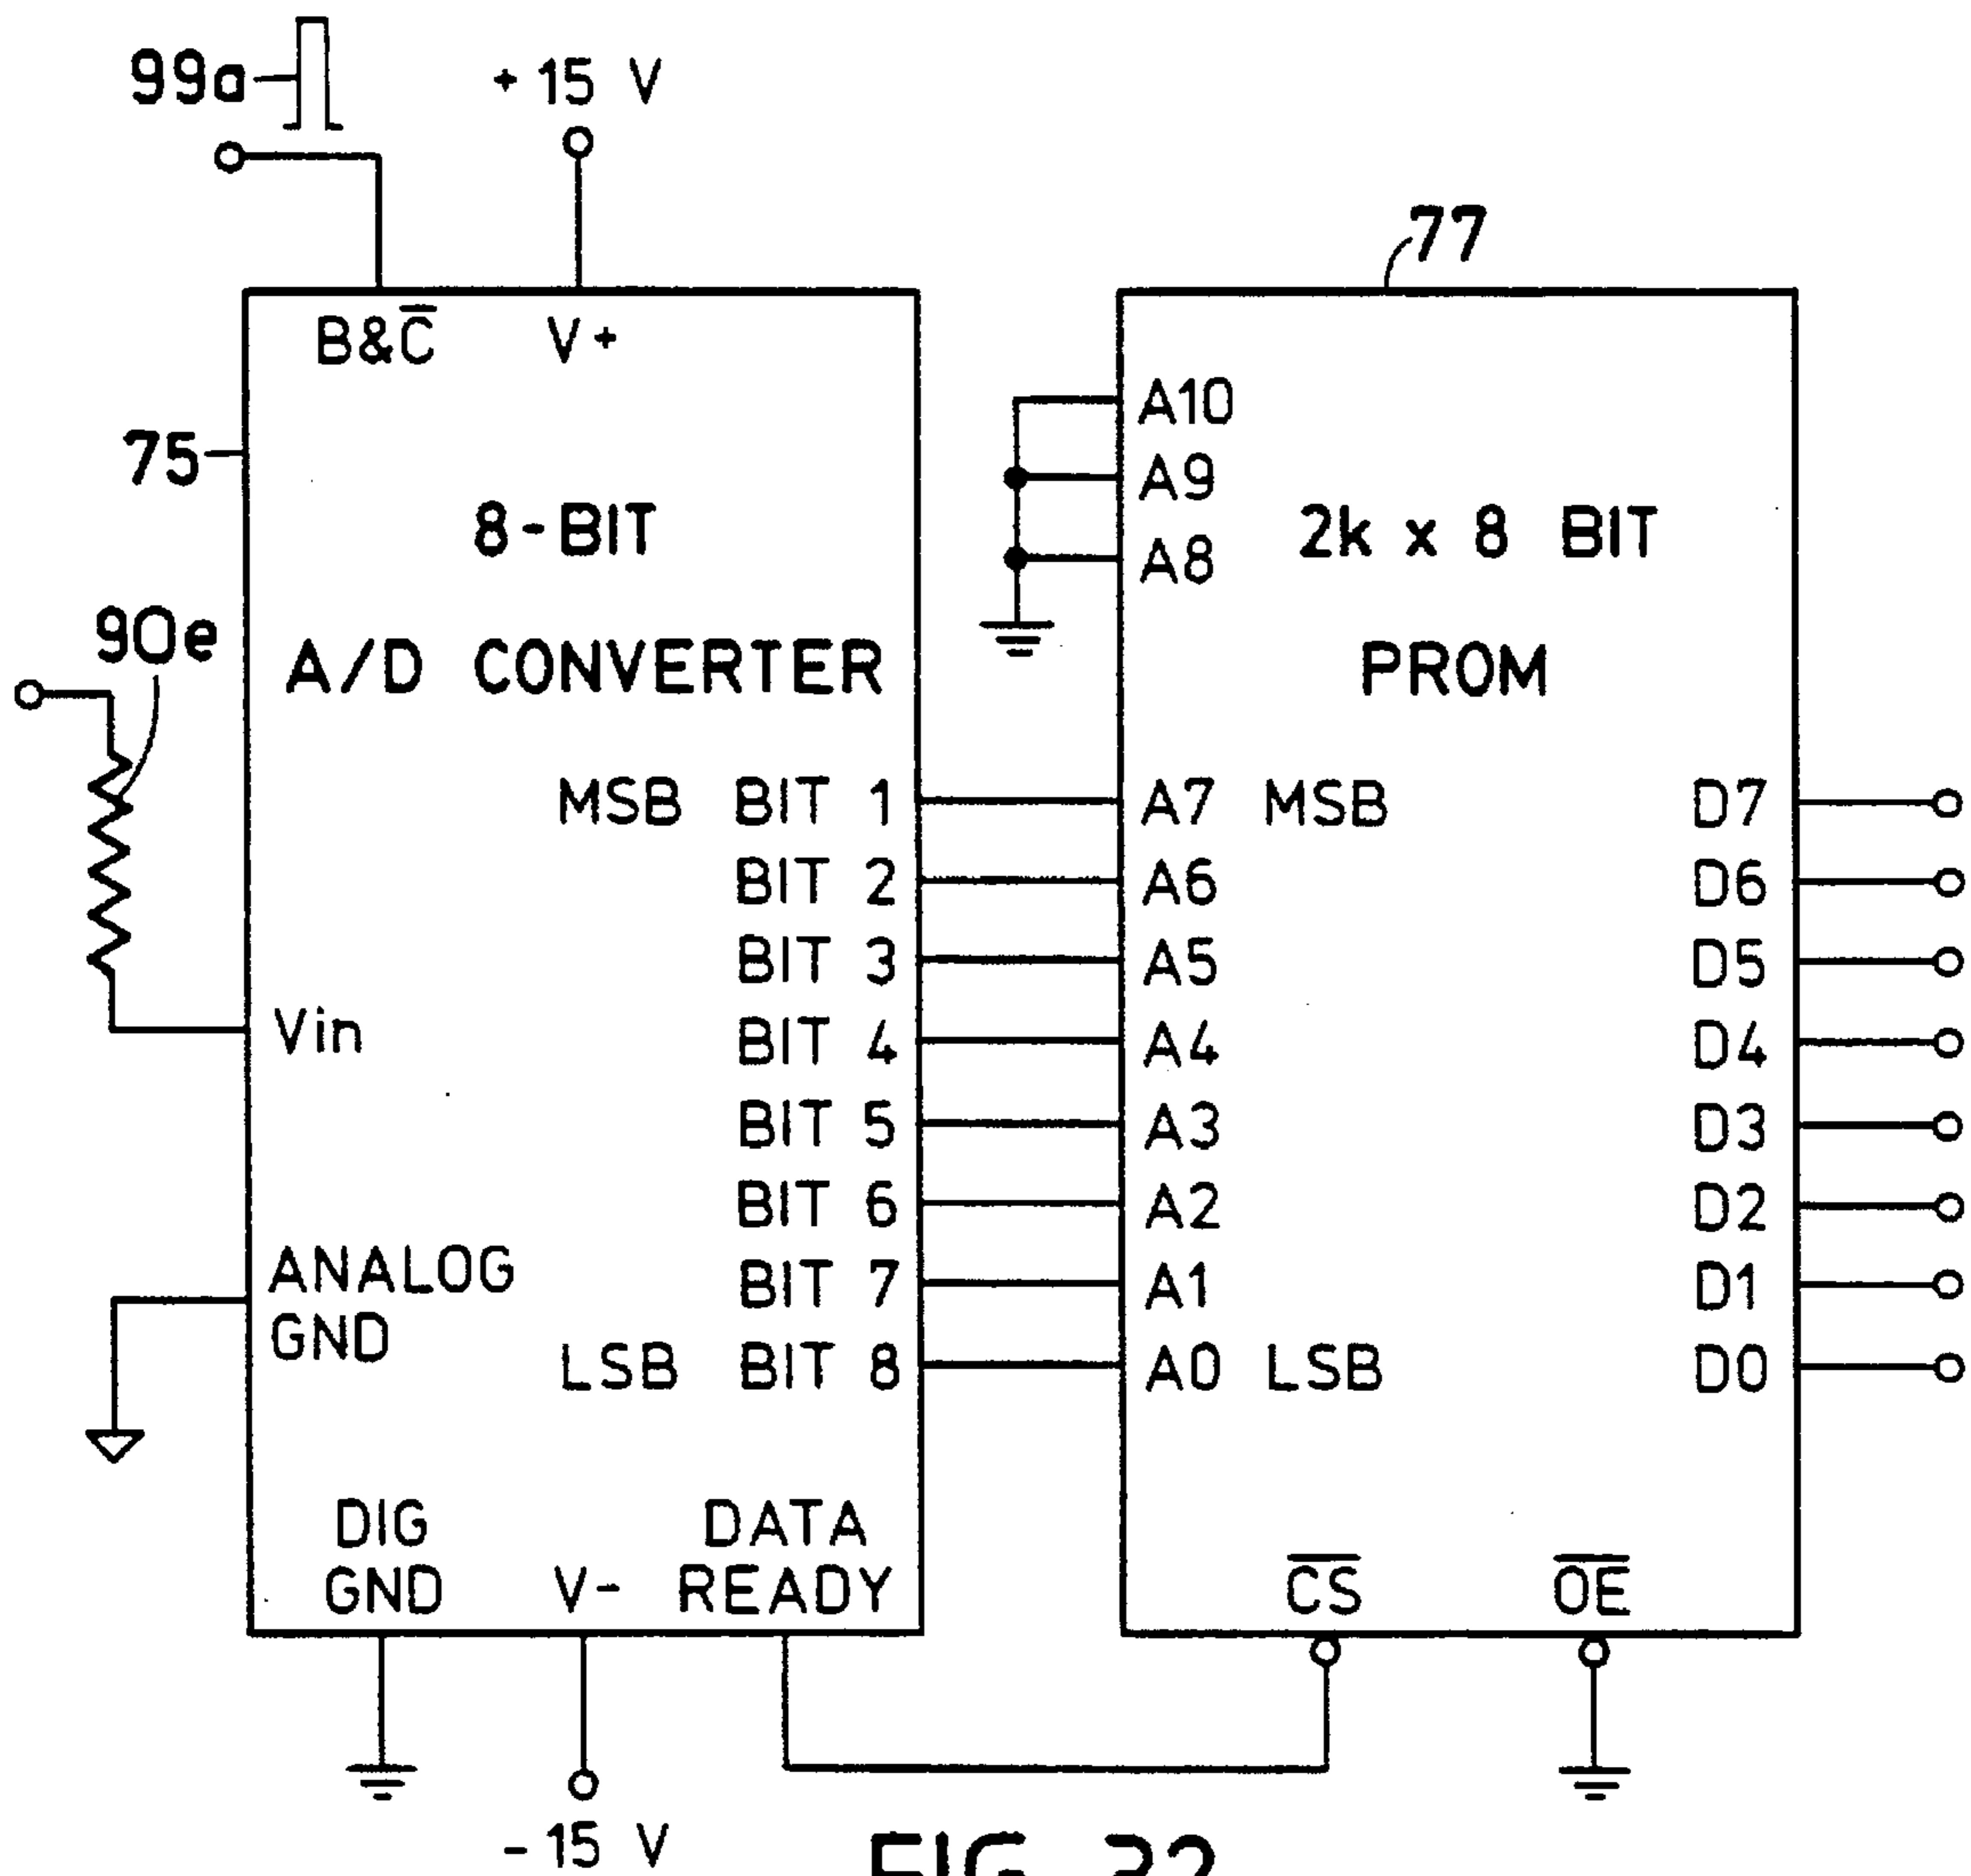 99a
+15 V
77
B&C̅ V+
75
8-BIT
A/D CONVERTER
90e
Vin
MSB BIT 1
BIT 2
BIT 3
BIT 4
BIT 5
BIT 6
BIT 7
LSB BIT 8
ANALOG
GND
DIG
GND
V-
DATA
READY
-15 V
A10
A9
A8
2k x 8 BIT
PROM
A7 MSB
A6
A5
A4
A3
A2
A1
A0 LSB
D7
D6
D5
D4
D3
D2
D1
D0
C̅S̅
O̅E̅